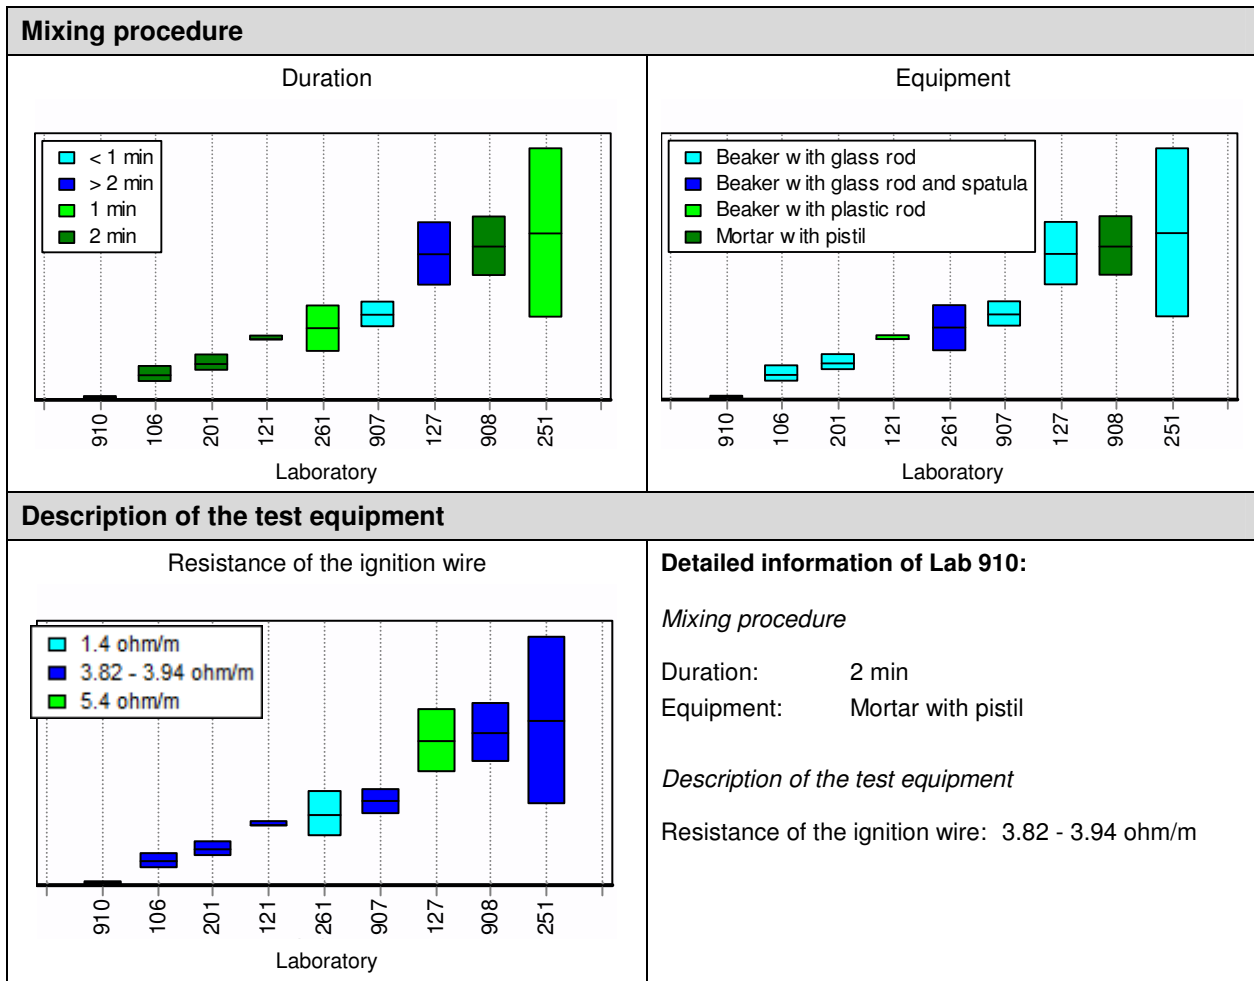 Mixing procedure
Duration
< 1 min
> 2 min
1 min
2 min
910 106 201 121 261 907 127 908 251
Laboratory
Equipment
Beaker with glass rod
Beaker with glass rod and spatula
Beaker with plastic rod
Mortar with pistil
910 106 201 121 261 907 127 908 251
Laboratory
Description of the test equipment
Resistance of the ignition wire
1.4 ohm/m
3.82 - 3.94 ohm/m
5.4 ohm/m
910 106 201 121 261 907 127 908 251
Laboratory
Detailed information of Lab 910:
Mixing procedure
Duration: 2 min
Equipment: Mortar with pistil
Description of the test equipment
Resistance of the ignition wire: 3.82 - 3.94 ohm/m